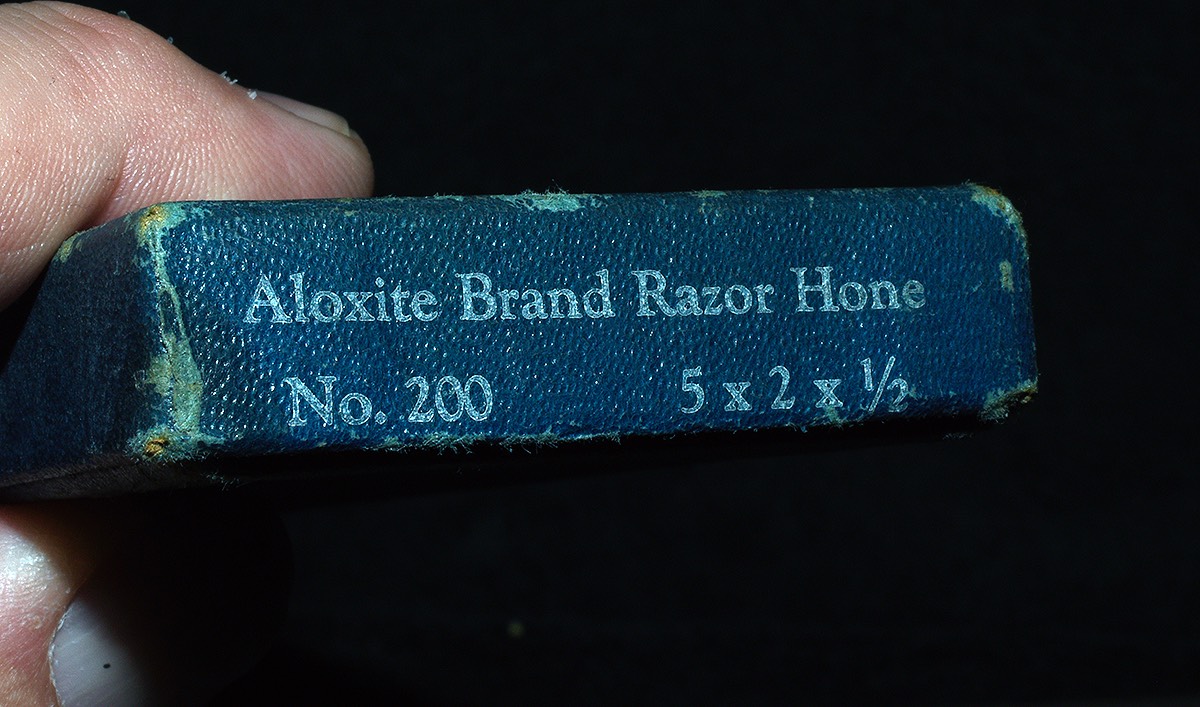 Aloxite Brand Razor Hone
No. 200 5 x 2 x ½